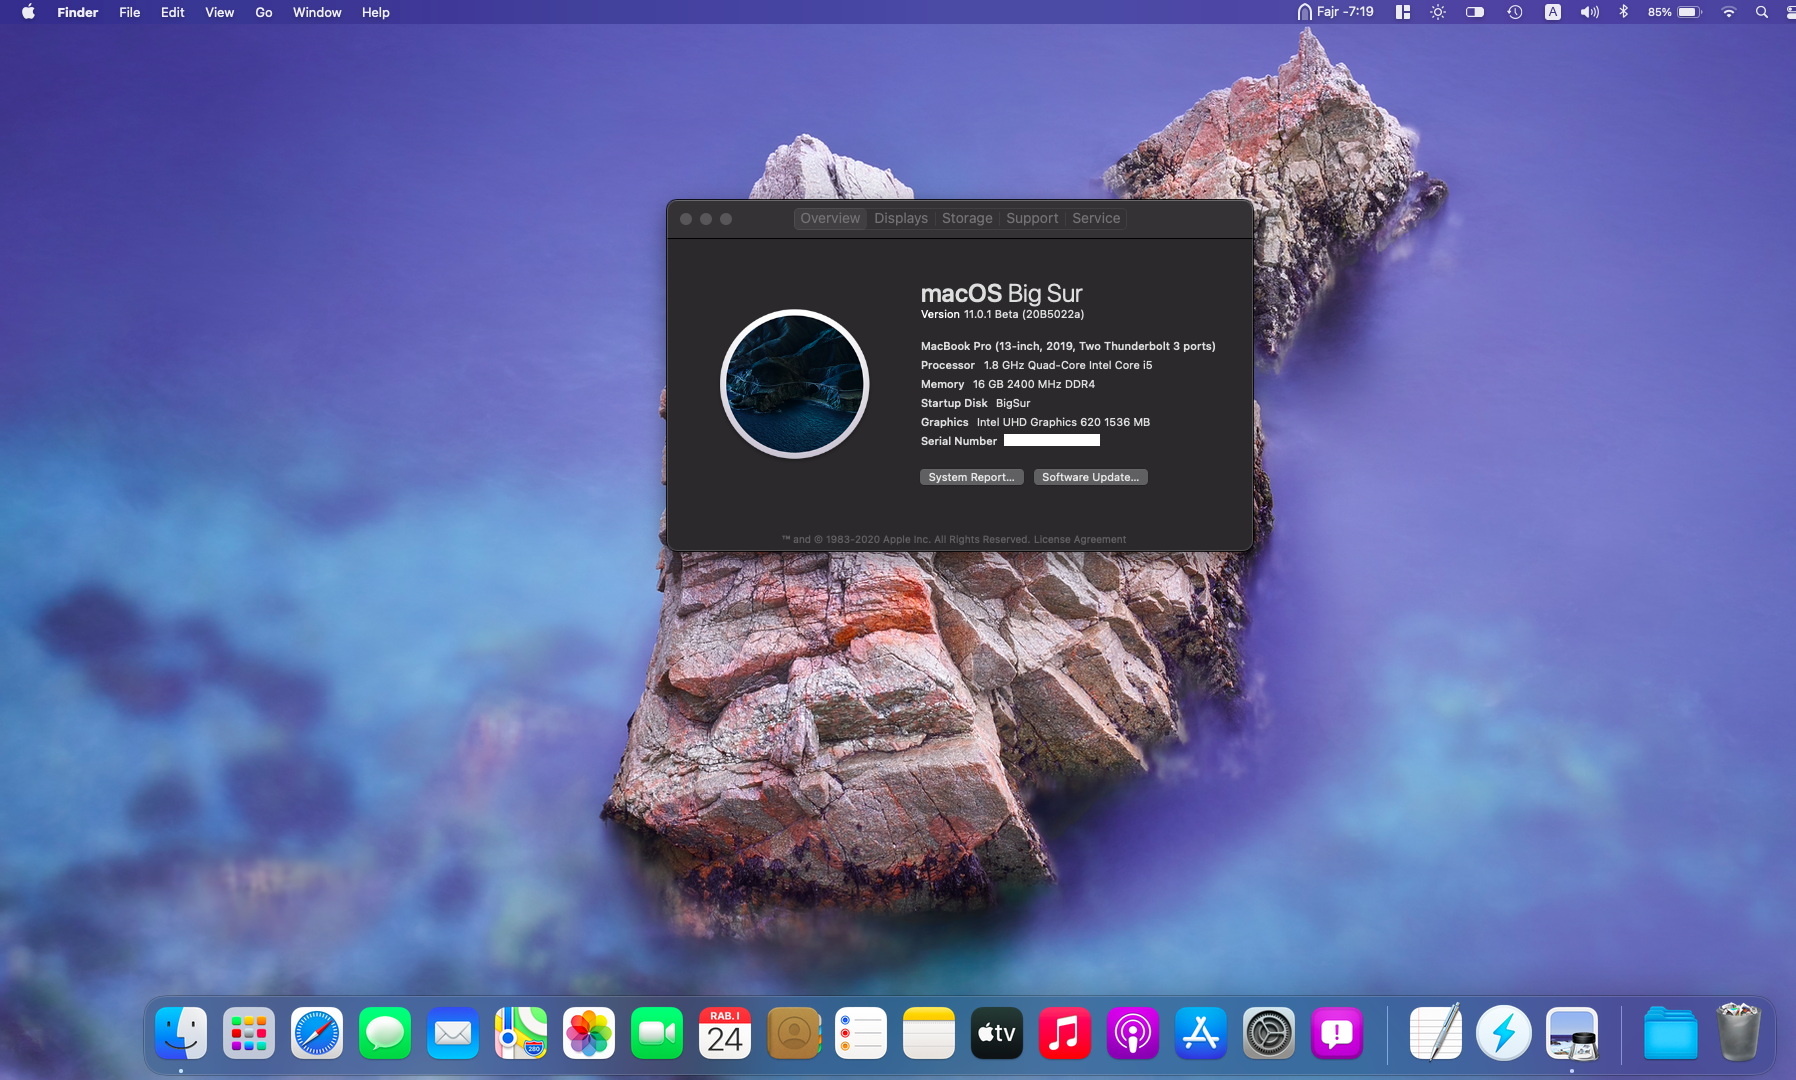 Finder File Edit View Go Window Help Fajr -7:19 A 85%
Overview Displays Storage Support Service
macOS Big Sur
Version 11.0.1 Beta (20B5022a)
MacBook Pro (13-inch, 2019, Two Thunderbolt 3 ports)
Processor 1.8 GHz Quad-Core Intel Core i5
Memory 16 GB 2400 MHz DDR4
Startup Disk BigSur
Graphics Intel UHD Graphics 620 1536 MB
Serial Number
System Report... Software Update...
™ and © 1983-2020 Apple Inc. All Rights Reserved. License Agreement
RAB. I
24
tv
280